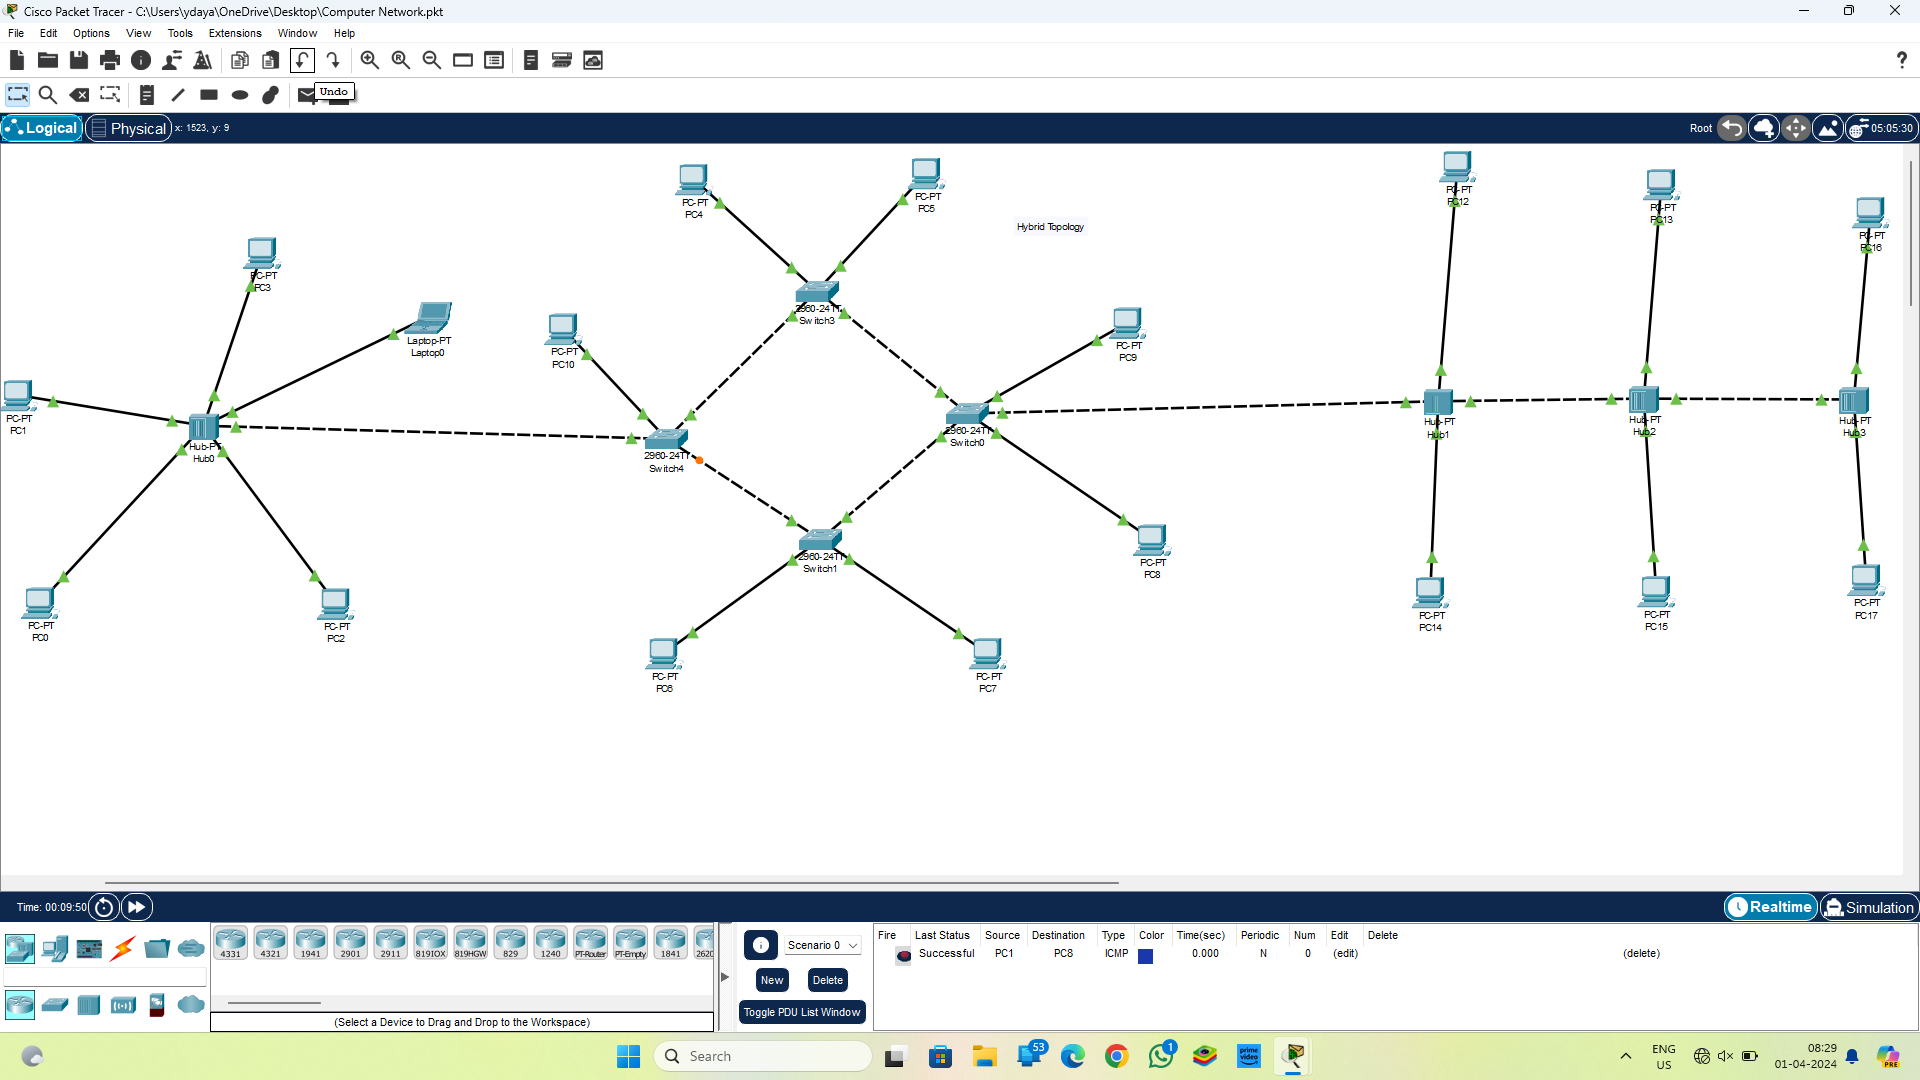 Cisco Packet Tracer - C:\Users\ydaya\OneDrive\Desktop\Computer Network.pkt
File Edit Options View Tools Extensions Window Help
Undo
Logical Physical x: 1523, y: 9 Root 05:05:30
PC-PT
PC4
PC-PT
PC5
Hybrid Topology
PC-PT
PC12
PC-PT
PC13
PC-PT
PC16
PC-PT
PC3
Laptop-PT
Laptop0
PC-PT
PC10
2960-24TT
Switch3
PC-PT
PC9
PC-PT
PC1
Hub-PT
Hub0
2960-24TT
Switch4
2960-24TT
Switch0
Hub-PT
Hub1
Hub-PT
Hub2
Hub-PT
Hub3
2960-24TT
Switch1
PC-PT
PC8
PC-PT
PC0
PC-PT
PC2
PC-PT
PC6
PC-PT
PC7
PC-PT
PC14
PC-PT
PC15
PC-PT
PC17
Time: 00:09:50 Realtime Simulation
4331 4321 1941 2901 2911 819IOX 819HGW 829 1240 PT-Router PT-Empty 1841 2620
(Select a Device to Drag and Drop to the Workspace)
Scenario 0
New Delete
Toggle PDU List Window
Fire Last Status Source Destination Type Color Time(sec) Periodic Num Edit Delete
Successful PC1 PC8 ICMP 0.000 N 0 (edit) (delete)
Search
53
1
prime video
ENG
US
08:29
01-04-2024
PRE